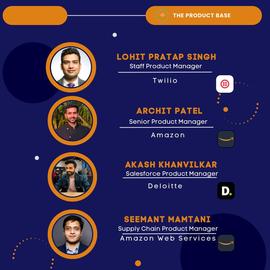 THE PRODUCT BASE
LOHIT PRATAP SINGH
Staff Product Manager
Twilio
ARCHIT PATEL
Senior Product Manager
Amazon
AKASH KHANVILKAR
Salesforce Product Manager
Deloitte
D.
SEEMANT MAMTANI
Supply Chain Product Manager
Amazon Web Services